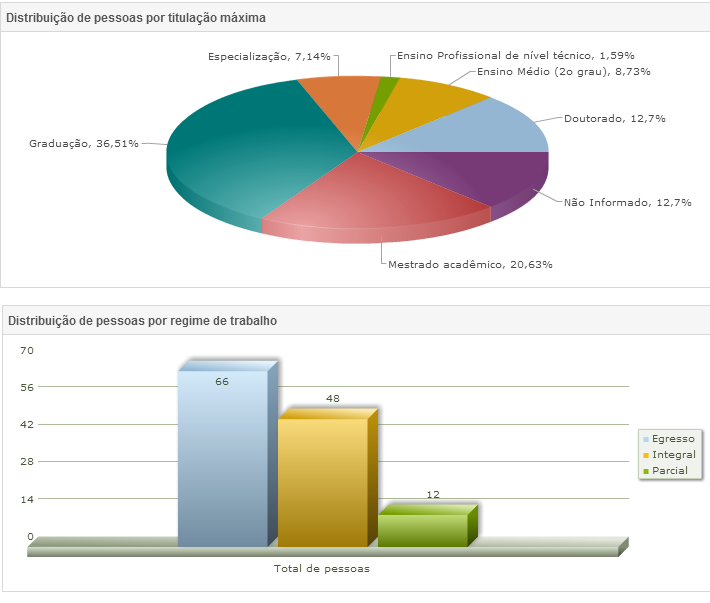 Distribuição de pessoas por titulação máxima
Especialização, 7,14%
Ensino Profissional de nível técnico, 1,59%
Ensino Médio (2o grau), 8,73%
Doutorado, 12,7%
Graduação, 36,51%
Não Informado, 12,7%
Mestrado acadêmico, 20,63%
Distribuição de pessoas por regime de trabalho
70
56
42
28
14
0
66
48
12
Egresso
Integral
Parcial
Total de pessoas